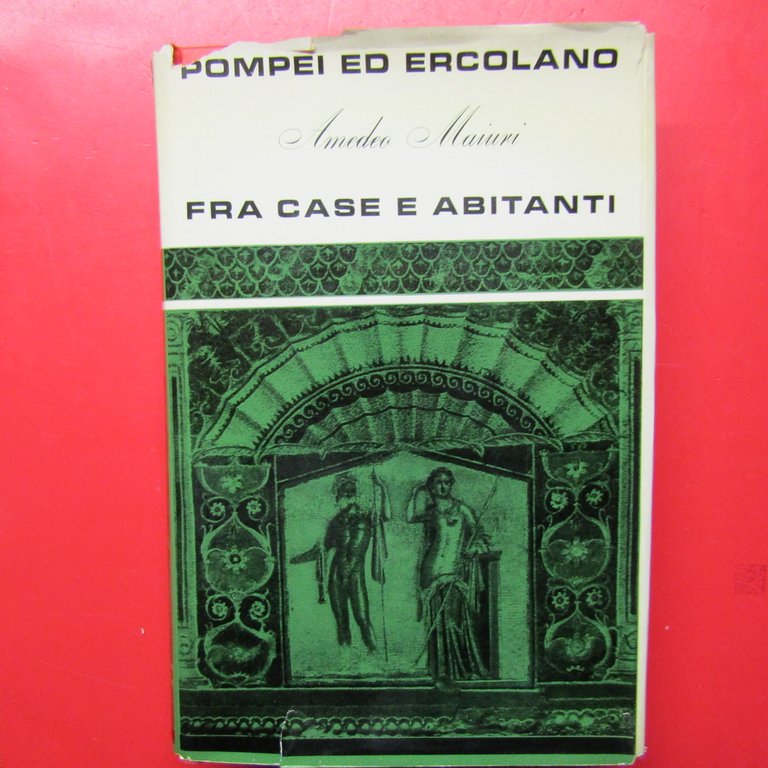 POMPEI ED ERCOLANO
Amedeo Maiuri
FRA CASE E ABITANTI